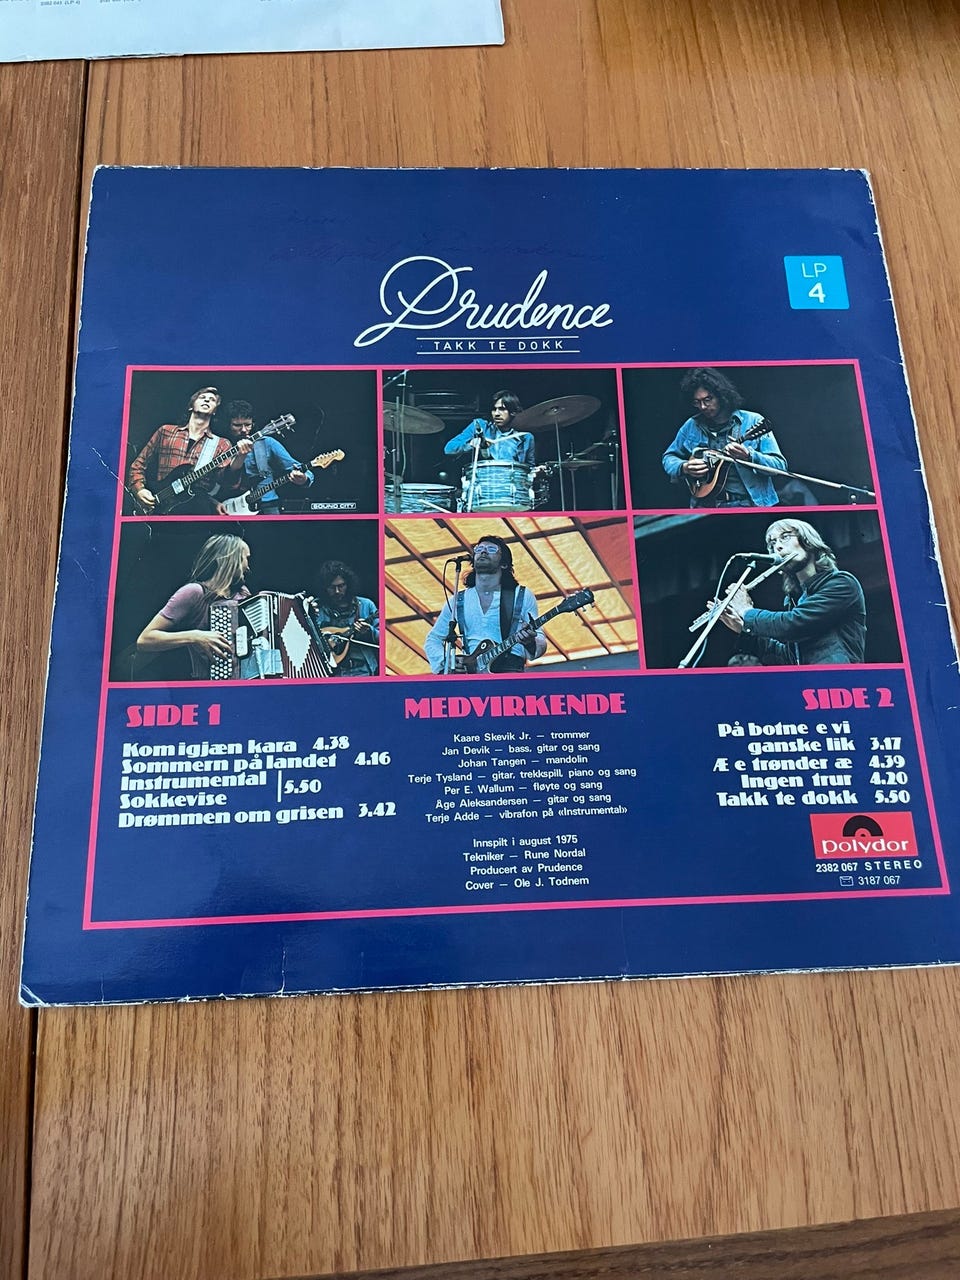 2382 043 (LP 4)
LP
4
Prudence
TAKK TE DOKK
SOUND CITY
SIDE 1
Kom igjæn kara 4.38
Sommern på landet 4.16
Instrumental
Sokkevise
5.50
Drømmen om grisen 3.42
MEDVIRKENDE
Kaare Skevik Jr. — trommer
Jan Devik — bass, gitar og sang
Johan Tangen — mandolin
Terje Tysland — gitar, trekkspill, piano og sang
Per E. Wallum — fløyte og sang
Åge Aleksandersen — gitar og sang
Terje Adde — vibrafon på «Instrumental»
Innspilt i august 1975
Tekniker — Rune Nordal
Producert av Prudence
Cover — Ole J. Todnem
SIDE 2
På botne e vi
ganske lik 3.17
Æ e trønder æ 4.39
Ingen trur 4.20
Takk te dokk 5.50
polydor
2382 067 STEREO
3187 067